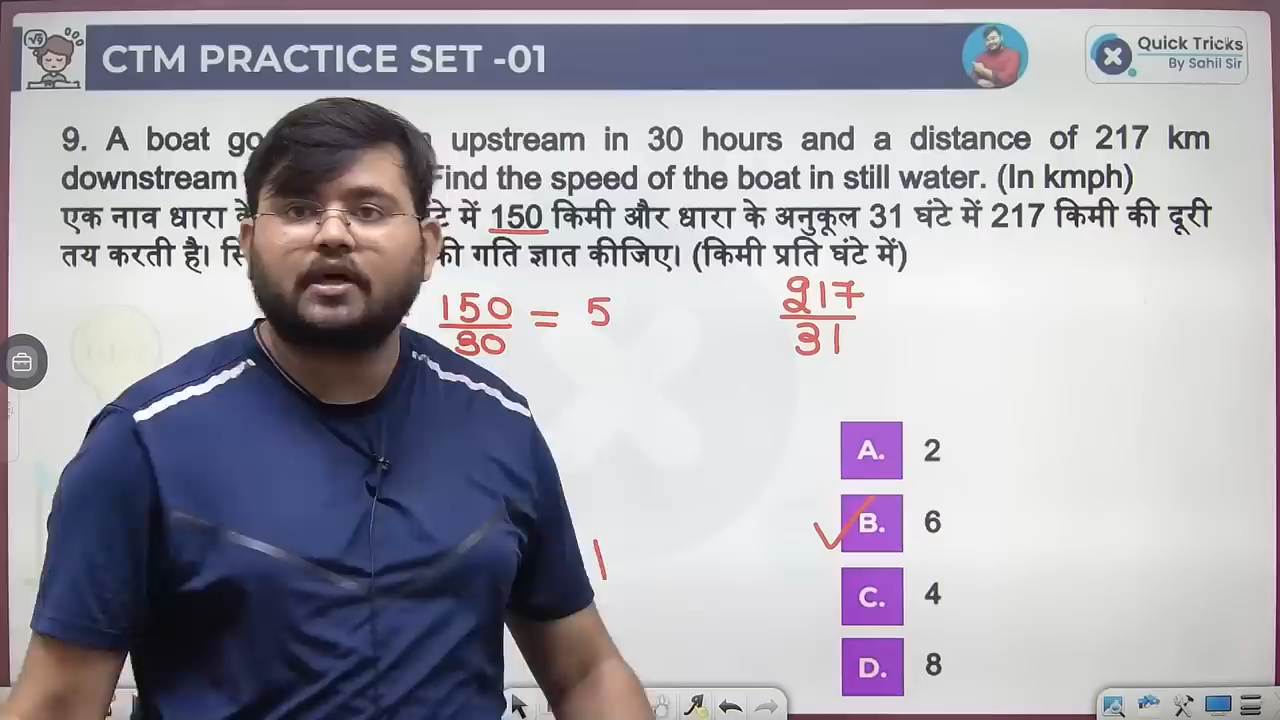 CTM PRACTICE SET -01
Quick Tricks
By Sahil Sir
9. A boat upstream in 30 hours and a distance of 217 km
downstream Find the speed of the boat in still water. (In kmph)
एक नाव धारा में 150 किमी और धारा के अनुकूल 31 घंटे में 217 किमी की दूरी
तय करती है। की गति ज्ञात कीजिए। (किमी प्रति घंटे में)
150/30 = 5
217/31
A. 2
B. 6
1
C. 4
D. 8